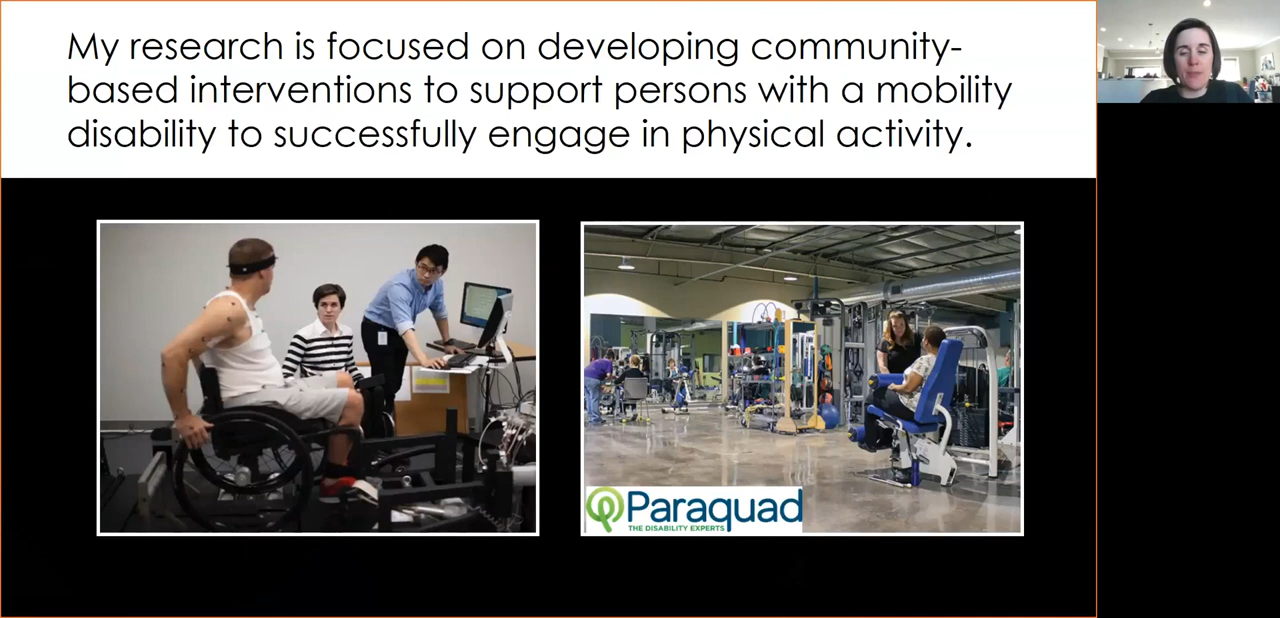 My research is focused on developing community-
based interventions to support persons with a mobility
disability to successfully engage in physical activity.
Paraquad
THE DISABILITY EXPERTS